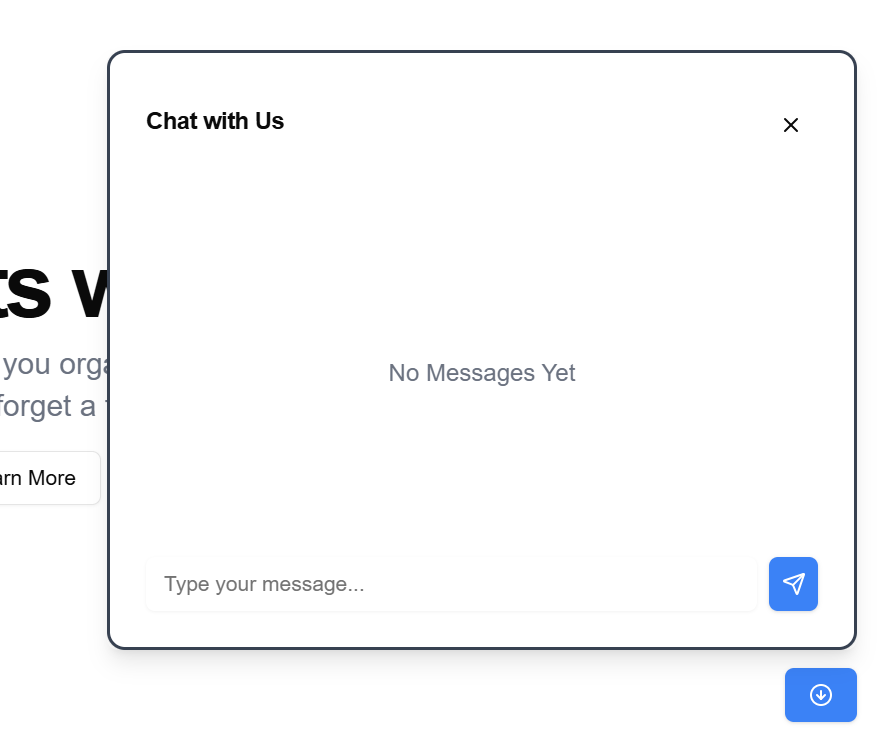 Chat with Us
ts
No Messages Yet
you orga
forget a
arn More
Type your message...